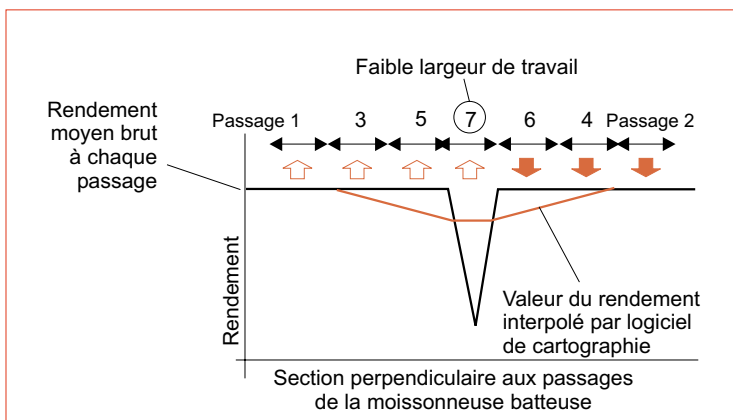 Faible largeur de travail
Rendement
moyen brut
à chaque
passage
Passage 1 3 5 7 6 4 Passage 2
Rendement
Valeur du rendement
interpolé par logiciel
de cartographie
Section perpendiculaire aux passages
de la moissonneuse batteuse